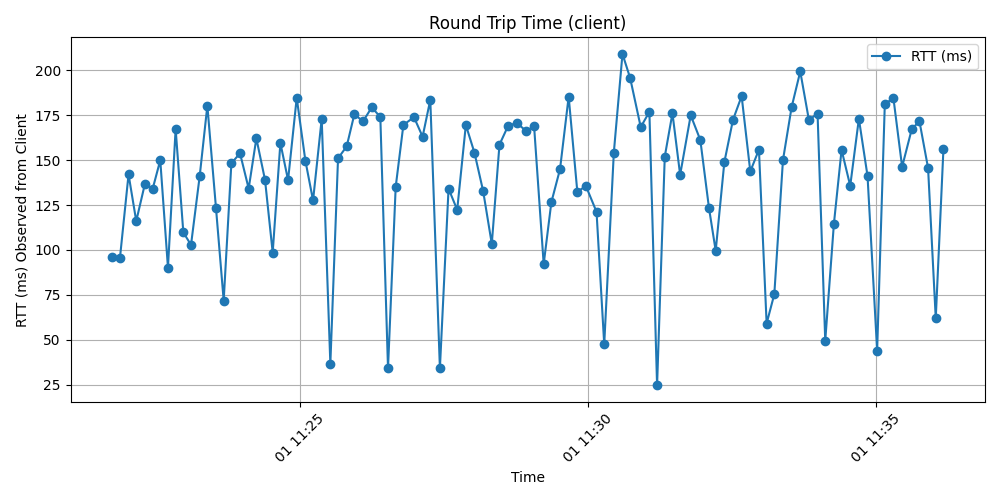 Round Trip Time (client)
RTT (ms)
RTT (ms) Observed from Client
200
175
150
125
100
75
50
25
01 11:25
01 11:30
01 11:35
Time